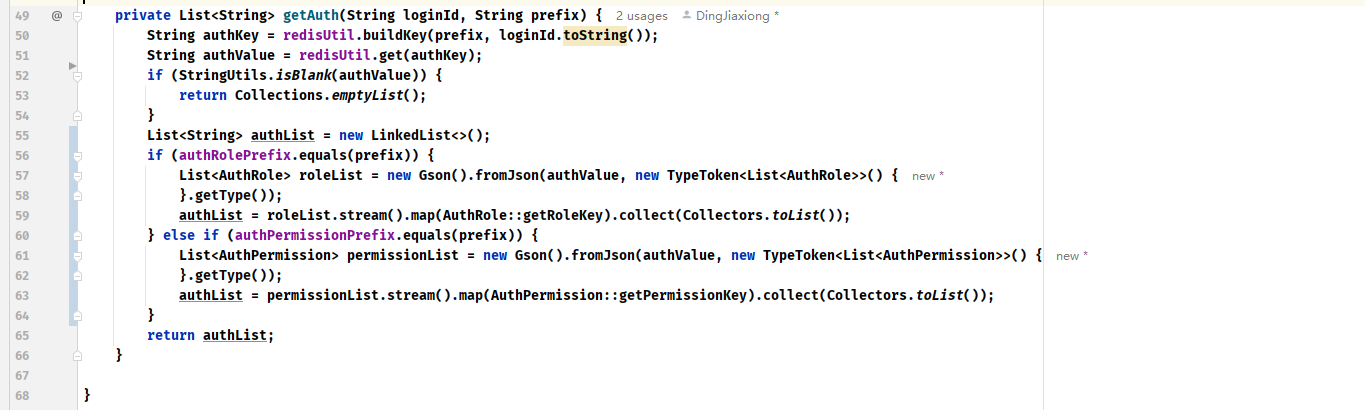 49 @ private List<String> getAuth(String loginId, String prefix) { 2 usages DingJiaxiong *
50 String authKey = redisUtil.buildKey(prefix, loginId.toString());
51 String authValue = redisUtil.get(authKey);
52 if (StringUtils.isBlank(authValue)) {
53 return Collections.emptyList();
54 }
55 List<String> authList = new LinkedList<>();
56 if (authRolePrefix.equals(prefix)) {
57 List<AuthRole> roleList = new Gson().fromJson(authValue, new TypeToken<List<AuthRole>>() { new *
58 }.getType());
59 authList = roleList.stream().map(AuthRole::getRoleKey).collect(Collectors.toList());
60 } else if (authPermissionPrefix.equals(prefix)) {
61 List<AuthPermission> permissionList = new Gson().fromJson(authValue, new TypeToken<List<AuthPermission>>() { new *
62 }.getType());
63 authList = permissionList.stream().map(AuthPermission::getPermissionKey).collect(Collectors.toList());
64 }
65 return authList;
66 }
67
68 }